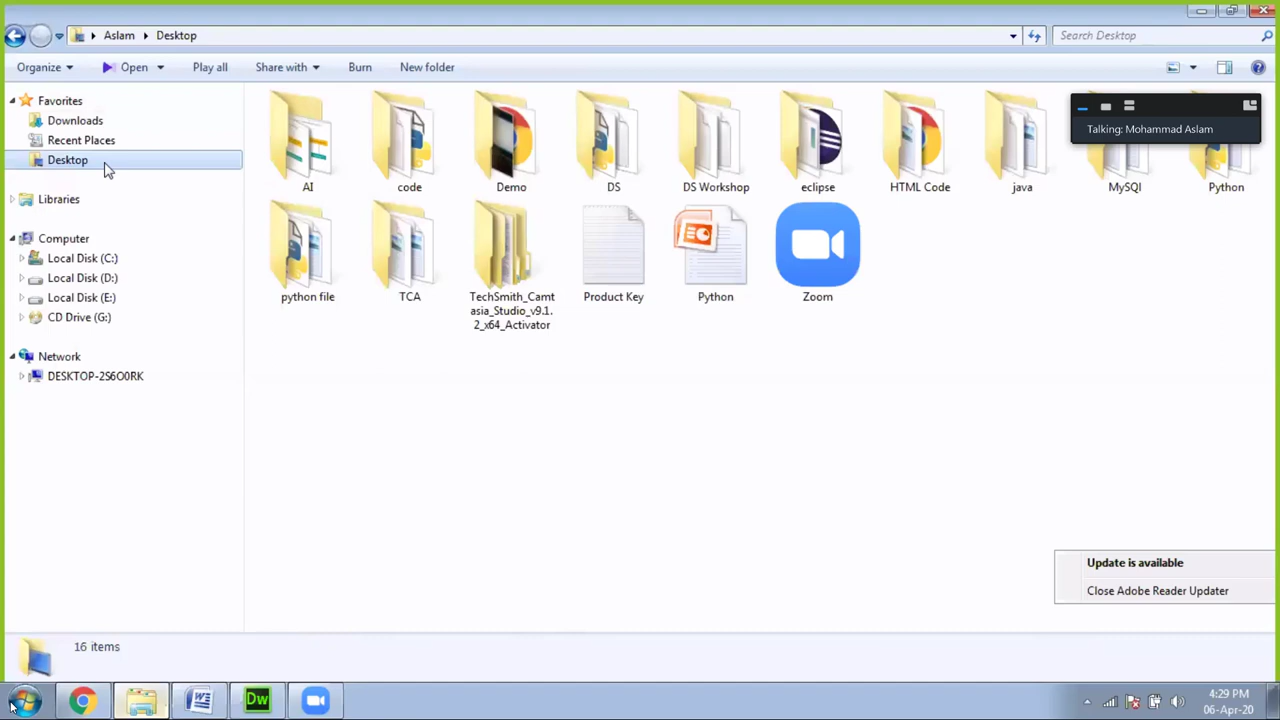 Aslam
Desktop
Search Desktop
Organize
Open
Play all
Share with
Burn
New folder
Favorites
Downloads
Recent Places
Desktop
Libraries
Computer
Local Disk (C:)
Local Disk (D:)
Local Disk (E:)
CD Drive (G:)
Network
DESKTOP-2S6O0RK
Talking: Mohammad Aslam
AI
code
Demo
DS
DS Workshop
eclipse
HTML Code
java
MySQl
Python
python file
TCA
TechSmith_Camt
asia_Studio_v9.1.
2_x64_Activator
Product Key
Python
Zoom
Update is available
Close Adobe Reader Updater
16 items
Dw
4:29 PM
06-Apr-20